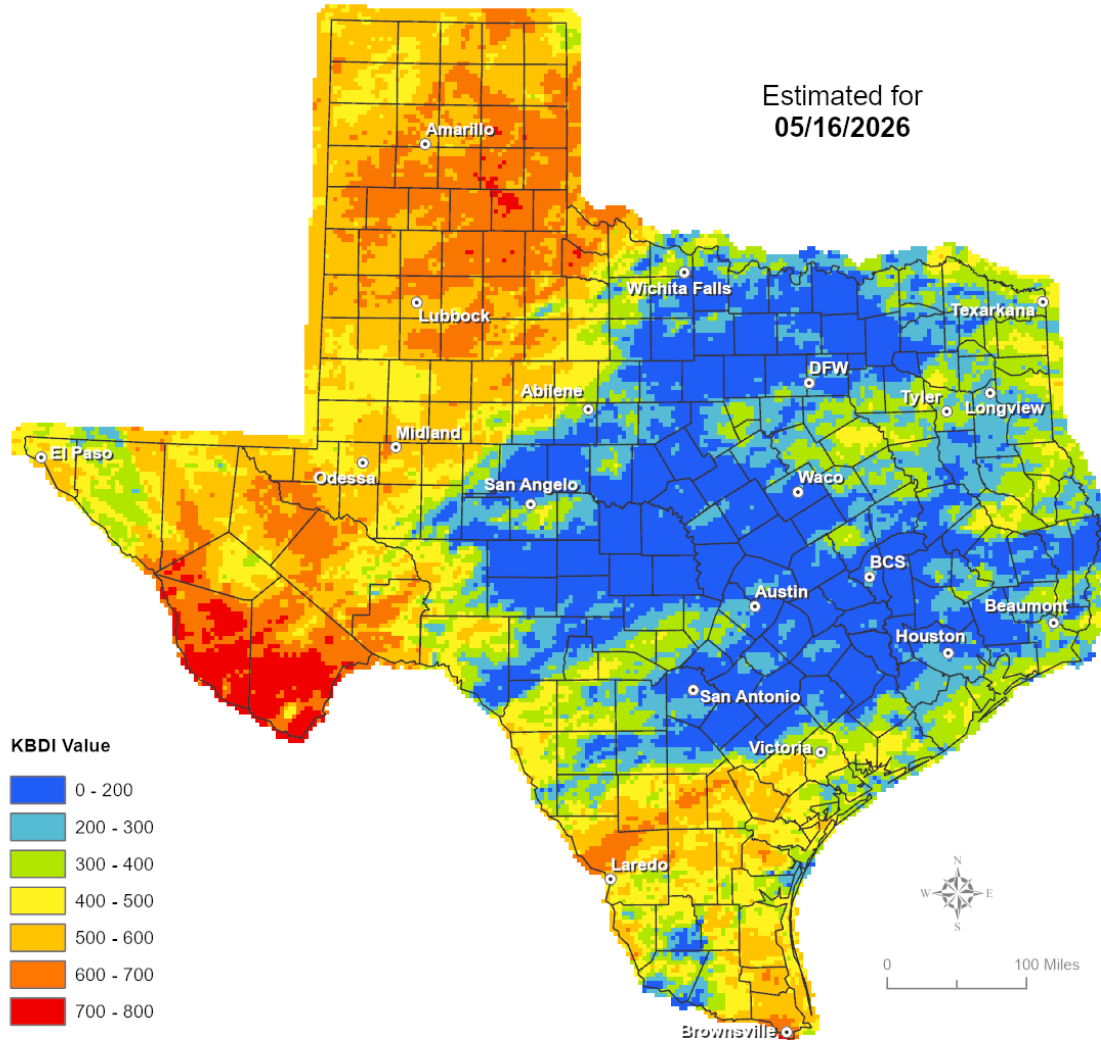 Estimated for
05/16/2026
Amarillo
Wichita Falls
Lubbock
Texarkana
DFW
Abilene
Tyler
Longview
Midland
El Paso
Odessa
San Angelo
Waco
BCS
Austin
Beaumont
Houston
San Antonio
Victoria
Laredo
Brownsville
KBDI Value
0 - 200
200 - 300
300 - 400
400 - 500
500 - 600
600 - 700
700 - 800
N
W E
S
0 100 Miles